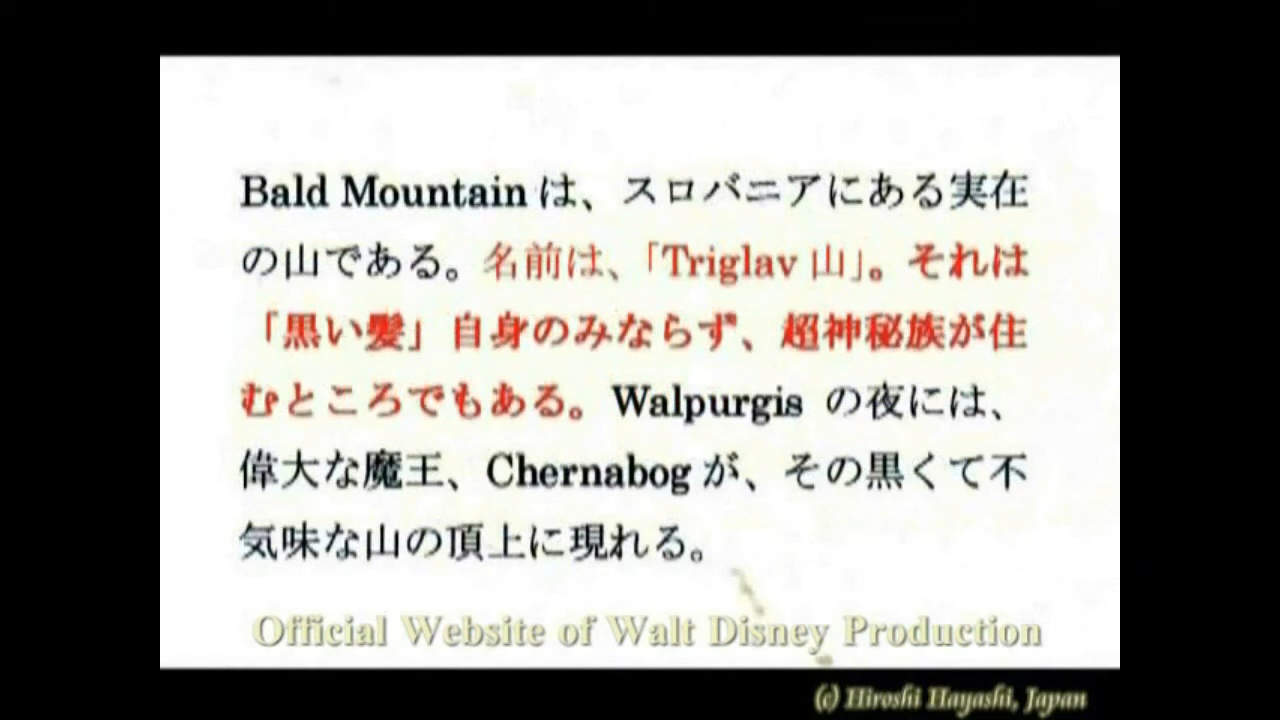 Bald Mountain は、スロバニアにある実在
の山である。名前は、「Triglav 山」。それは
「黒い髪」自身のみならず、超神秘族が住
むところでもある。Walpurgis の夜には、
偉大な魔王、Chernabog が、その黒くて不
気味な山の頂上に現れる。
Official Website of Walt Disney Production
(c) Hiroshi Hayashi, Japan